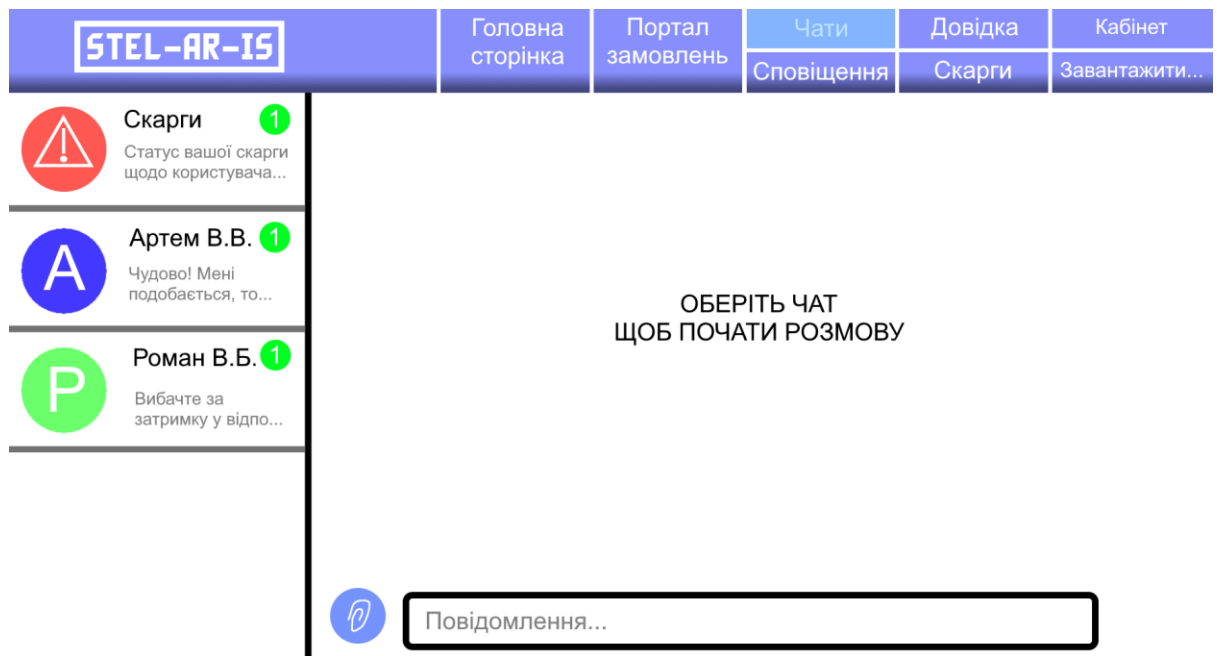 STEL-AR-IS
Головна
сторінка
Портал
замовлень
Чати
Сповіщення
Довідка
Скарги
Кабінет
Завантажити...
Скарги 1
Статус вашої скарги
щодо користувача...
А
Артем В.В. 1
Чудово! Мені
подобається, то...
Р
Роман В.Б. 1
Вибачте за
затримку у відпо...
ОБЕРІТЬ ЧАТ
ЩОБ ПОЧАТИ РОЗМОВУ
Повідомлення...